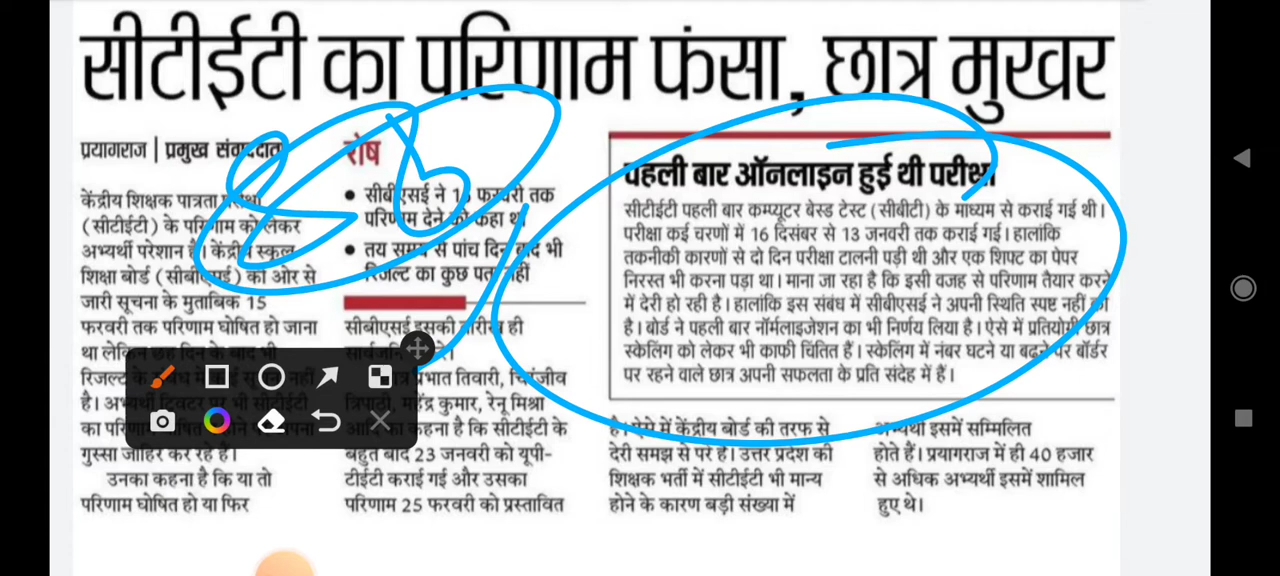 सीटीईटी का परिणाम फंसा, छात्र मुखर
प्रयागराज | प्रमुख संवाददाता
केंद्रीय शिक्षक पात्रता परीक्षा
(सीटीईटी) के परिणाम को लेकर
अभ्यर्थी परेशान हैं। केंद्रीय स्कूल
शिक्षा बोर्ड (सीबीएसई) की ओर से
जारी सूचना के मुताबिक 15
फरवरी तक परिणाम घोषित हो जाना
था लेकिन छह दिन के बाद भी
रिजल्ट के नहीं
है।
का
गुस्सा जाहिर कर रहे हैं।
उनका कहना है कि या तो
परिणाम घोषित हो या फिर
रोष
• सीबीएसई ने 15 फरवरी तक
परिणाम देने को कहा था
• तय समय से पांच दिन बाद भी
रिजल्ट का कुछ पता नहीं
सीबीएसई इसकी तारीख ही
प्रभात तिवारी, चिरंजीव
त्रिपाठी, महेंद्र कुमार, रेनू मिश्रा
आदि का कहना है कि सीटीईटी के
बहुत बाद 23 जनवरी को यूपी-
टीईटी कराई गई और उसका
परिणाम 25 फरवरी को प्रस्तावित
पहली बार ऑनलाइन हुई थी परीक्षा
सीटीईटी पहली बार कम्प्यूटर बेस्ड टेस्ट (सीबीटी) के माध्यम से कराई गई थी।
परीक्षा कई चरणों में 16 दिसंबर से 13 जनवरी तक कराई गई। हालांकि
तकनीकी कारणों से दो दिन परीक्षा टालनी पड़ी थी और एक शिफ्ट का पेपर
निरस्त भी करना पड़ा था। माना जा रहा है कि इसी वजह से परिणाम तैयार करने
में देरी हो रही है। हालांकि इस संबंध में सीबीएसई ने अपनी स्थिति स्पष्ट नहीं की
है। बोर्ड ने पहली बार नॉर्मलाइजेशन का भी निर्णय लिया है। ऐसे में प्रतियोगी छात्र
स्केलिंग को लेकर भी काफी चिंतित हैं। स्केलिंग में नंबर घटने या बढ़ने पर बॉर्डर
पर रहने वाले छात्र अपनी सफलता के प्रति संदेह में हैं।
है। ऐसे में केंद्रीय बोर्ड की तरफ से
देरी समझ से परे है। उत्तर प्रदेश की
शिक्षक भर्ती में सीटीईटी भी मान्य
होने के कारण बड़ी संख्या में
अभ्यर्थी इसमें सम्मिलित
होते हैं। प्रयागराज में ही 40 हजार
से अधिक अभ्यर्थी इसमें शामिल
हुए थे।